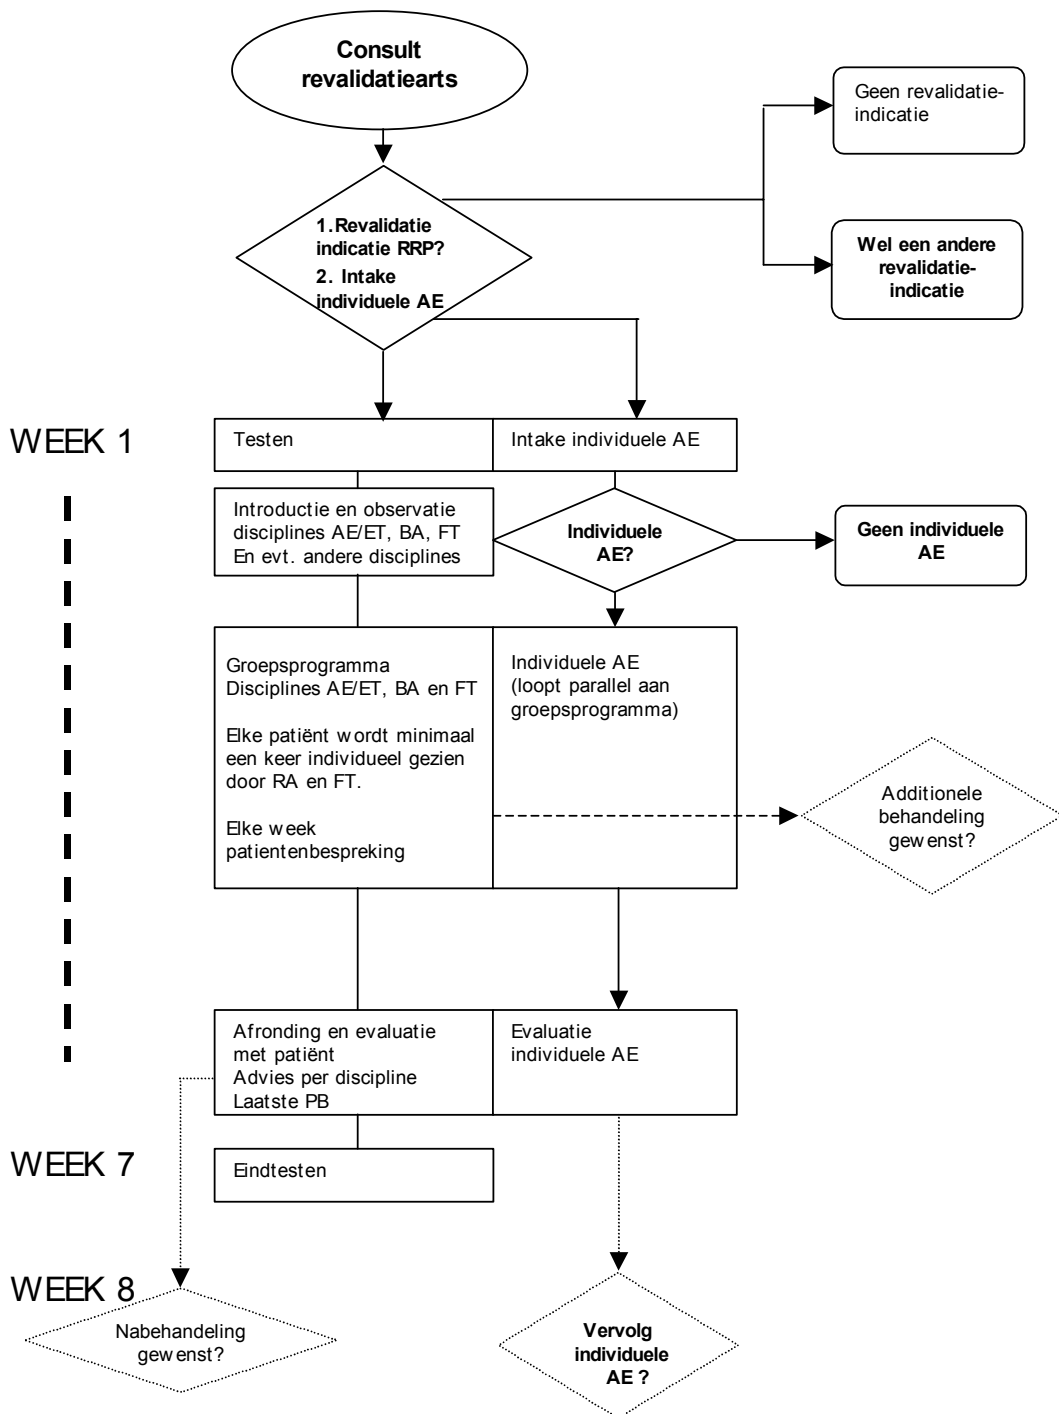 Consult
revalidatiearts
Geen revalidatie-
indicatie
1.Revalidatie
indicatie RRP?
2. Intake
individuele AE
Wel een andere
revalidatie-
indicatie
WEEK 1
Testen
Intake individuele AE
Introductie en observatie
disciplines AE/ET, BA, FT
En evt. andere disciplines
Individuele
AE?
Geen individuele
AE
Groepsprogramma
Disciplines AE/ET, BA en FT
Elke patiënt wordt minimaal
een keer individueel gezien
door RA en FT.
Elke week
patientenbespreking
Individuele AE
(loopt parallel aan
groepsprogramma)
Additionele
behandeling
gewenst?
Afronding en evaluatie
met patiënt
Advies per discipline
Laatste PB
Evaluatie
individuele AE
WEEK 7
Eindtesten
WEEK 8
Nabehandeling
gewenst?
Vervolg
individuele
AE ?